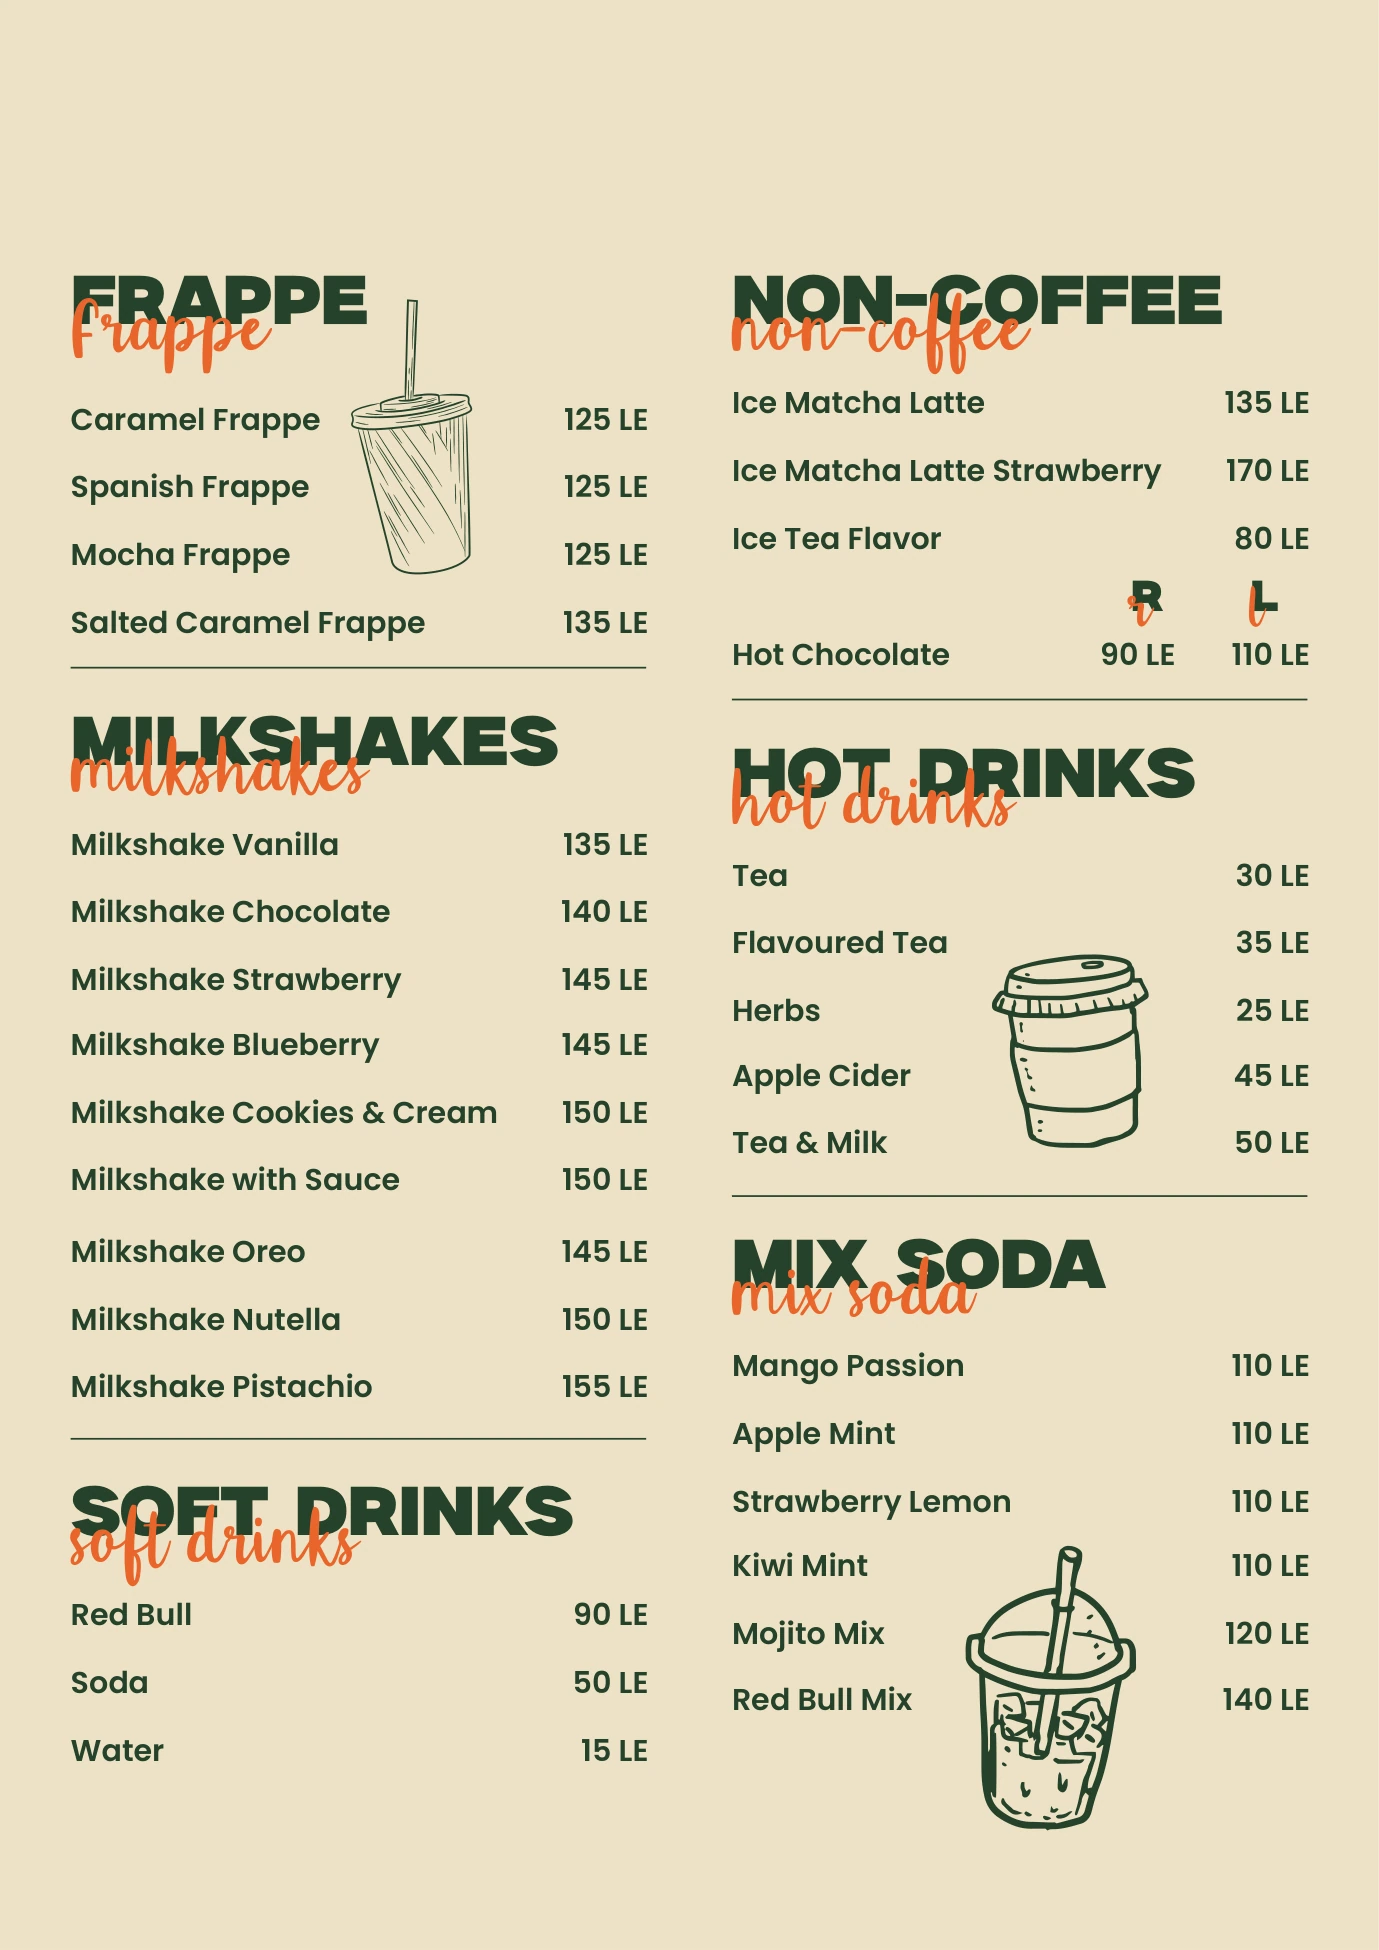 FRAPPE
frappe
Caramel Frappe 125 LE
Spanish Frappe 125 LE
Mocha Frappe 125 LE
Salted Caramel Frappe 135 LE
MILKSHAKES
milkshakes
Milkshake Vanilla 135 LE
Milkshake Chocolate 140 LE
Milkshake Strawberry 145 LE
Milkshake Blueberry 145 LE
Milkshake Cookies & Cream 150 LE
Milkshake with Sauce 150 LE
Milkshake Oreo 145 LE
Milkshake Nutella 150 LE
Milkshake Pistachio 155 LE
SOFT DRINKS
soft drinks
Red Bull 90 LE
Soda 50 LE
Water 15 LE
NON-COFFEE
non-coffee
Ice Matcha Latte 135 LE
Ice Matcha Latte Strawberry 170 LE
Ice Tea Flavor 80 LE
R L
r l
Hot Chocolate 90 LE 110 LE
HOT DRINKS
hot drinks
Tea 30 LE
Flavoured Tea 35 LE
Herbs 25 LE
Apple Cider 45 LE
Tea & Milk 50 LE
MIX SODA
mix soda
Mango Passion 110 LE
Apple Mint 110 LE
Strawberry Lemon 110 LE
Kiwi Mint 110 LE
Mojito Mix 120 LE
Red Bull Mix 140 LE